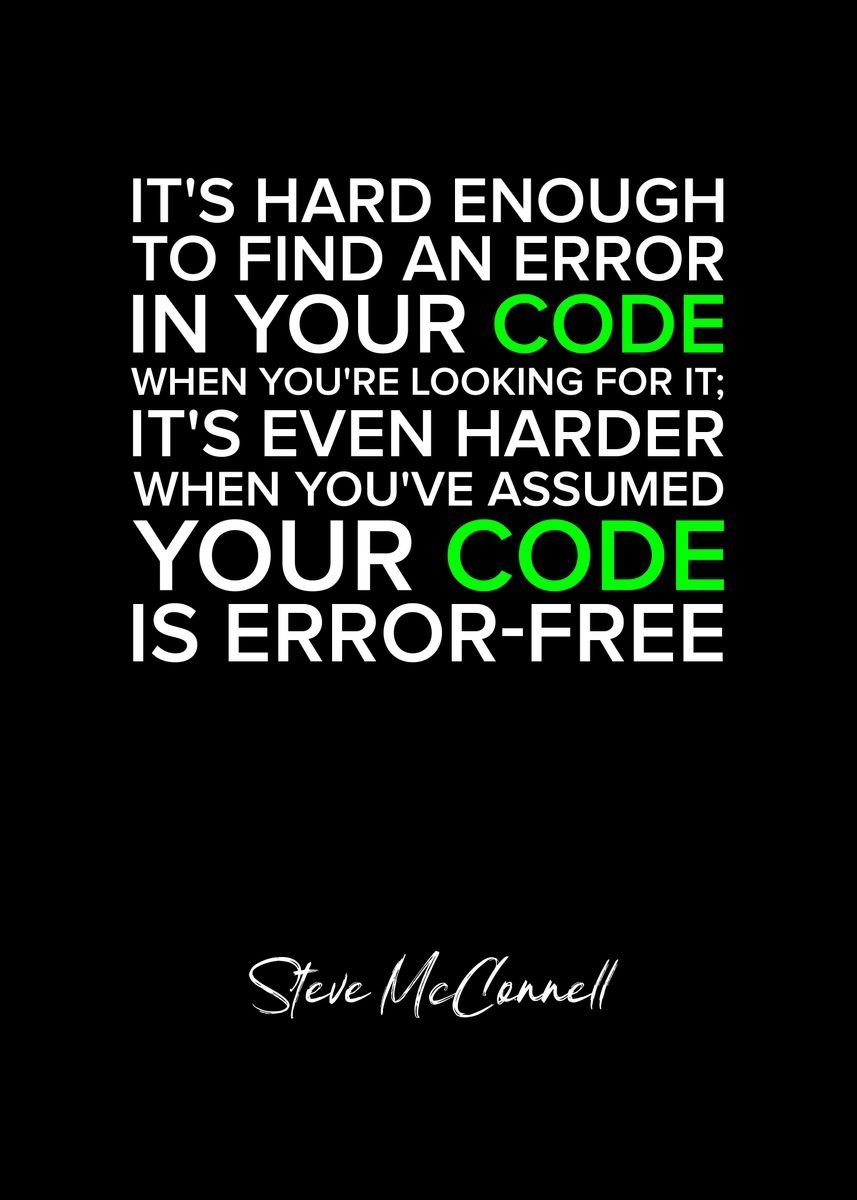 IT'S HARD ENOUGH
TO FIND AN ERROR
IN YOUR CODE
WHEN YOU'RE LOOKING FOR IT;
IT'S EVEN HARDER
WHEN YOU'VE ASSUMED
YOUR CODE
IS ERROR-FREE
Steve McConnell